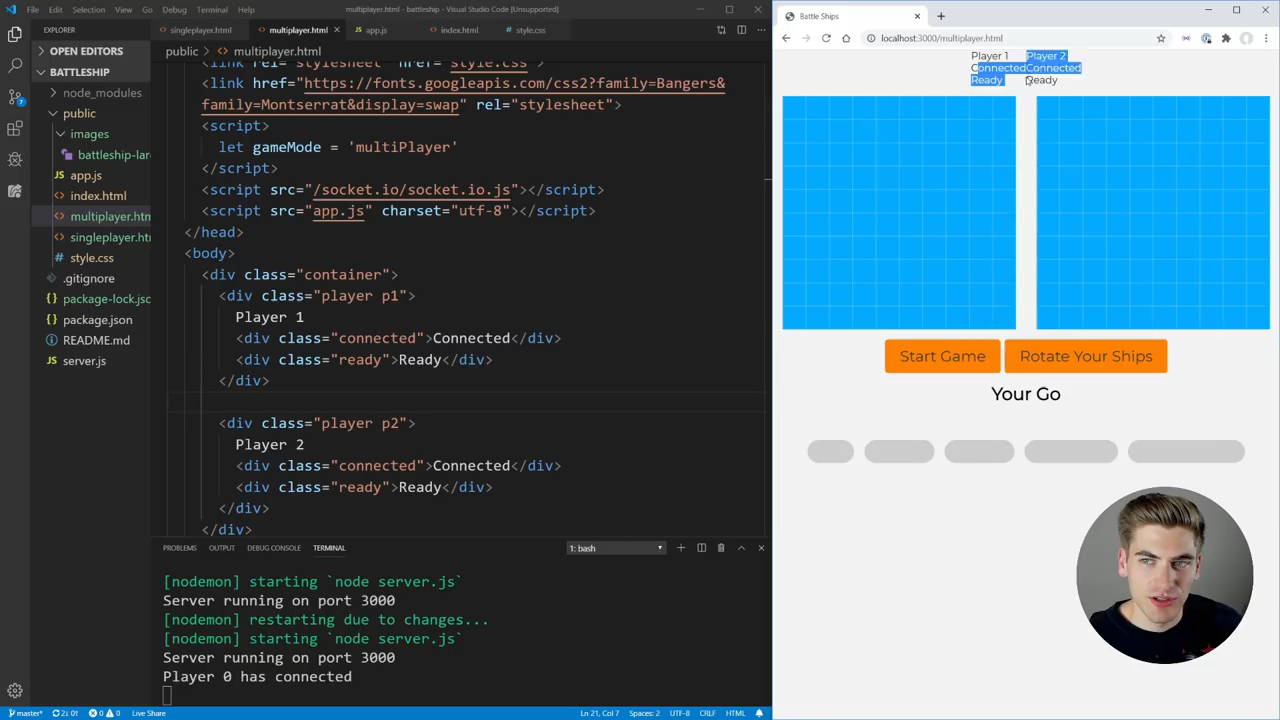 File Edit Selection View Go Debug Terminal Help
multiplayer.html - battleship - Visual Studio Code [Unsupported]
EXPLORER
OPEN EDITORS
BATTLESHIP
node_modules
public
images
battleship-lar
app.js
index.html
multiplayer.htm
singleplayer.htm
style.css
.gitignore
package-lock.jsc
package.json
README.md
server.js
singleplayer.html
multiplayer.html
app.js
index.html
style.css
public > multiplayer.html
<link rel="stylesheet" href="style.css">
<link href="https://fonts.googleapis.com/css2?family=Bangers&
family=Montserrat&display=swap" rel="stylesheet">
<script>
let gameMode = 'multiPlayer'
</script>
<script src="/socket.io/socket.io.js"></script>
<script src="app.js" charset="utf-8"></script>
</head>
<body>
<div class="container">
<div class="player p1">
Player 1
<div class="connected">Connected</div>
<div class="ready">Ready</div>
</div>
<div class="player p2">
Player 2
<div class="connected">Connected</div>
<div class="ready">Ready</div>
</div>
</div>
PROBLEMS OUTPUT DEBUG CONSOLE TERMINAL
1: bash
[nodemon] starting `node server.js`
Server running on port 3000
[nodemon] restarting due to changes...
[nodemon] starting `node server.js`
Server running on port 3000
Player 0 has connected
master* 2↓ 0↑ 0 0 Live Share
Ln 21, Col 7 Spaces: 2 UTF-8 CRLF HTML
Battle Ships
localhost:3000/multiplayer.html
Player 1 Player 2
Connected Connected
Ready Ready
Start Game
Rotate Your Ships
Your Go